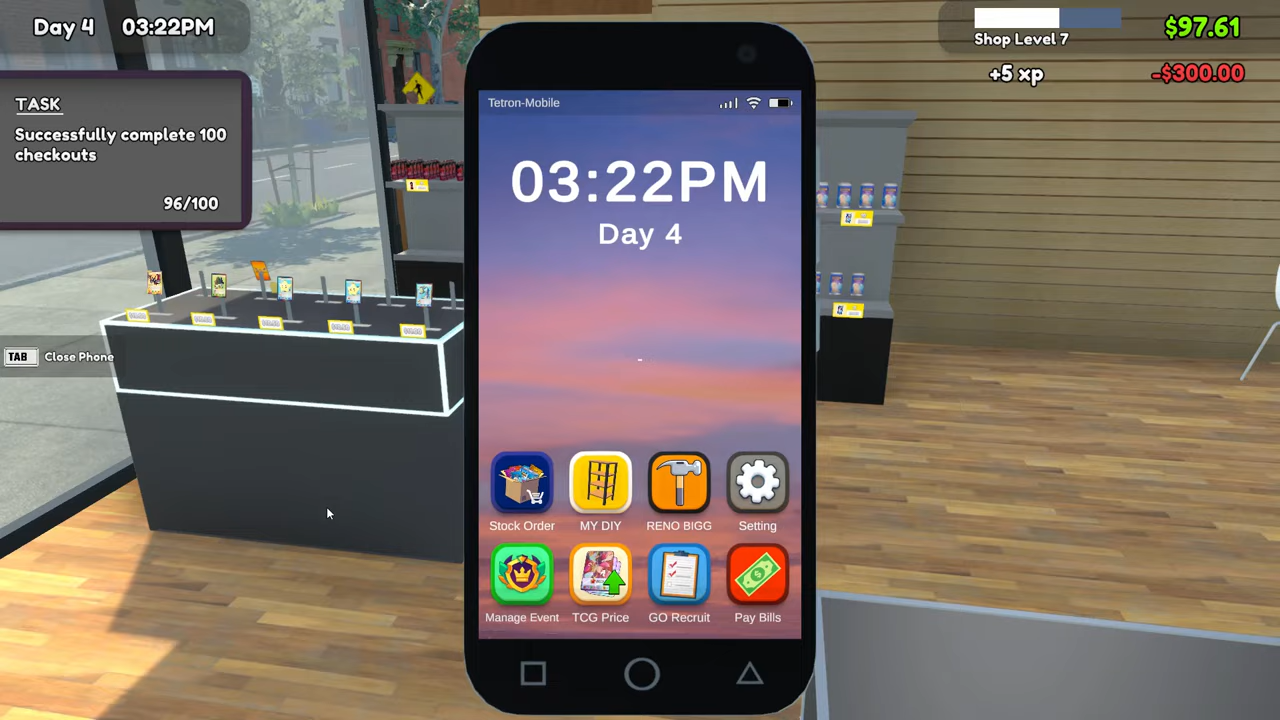 Day 4 03:22PM
Shop Level 7
$97.61
+5 xp
-$300.00
TASK
Successfully complete 100
checkouts
96/100
TAB Close Phone
Tetron-Mobile
03:22PM
Day 4
Stock Order
MY DIY
RENO BIGG
Setting
Manage Event
TCG Price
GO Recruit
Pay Bills